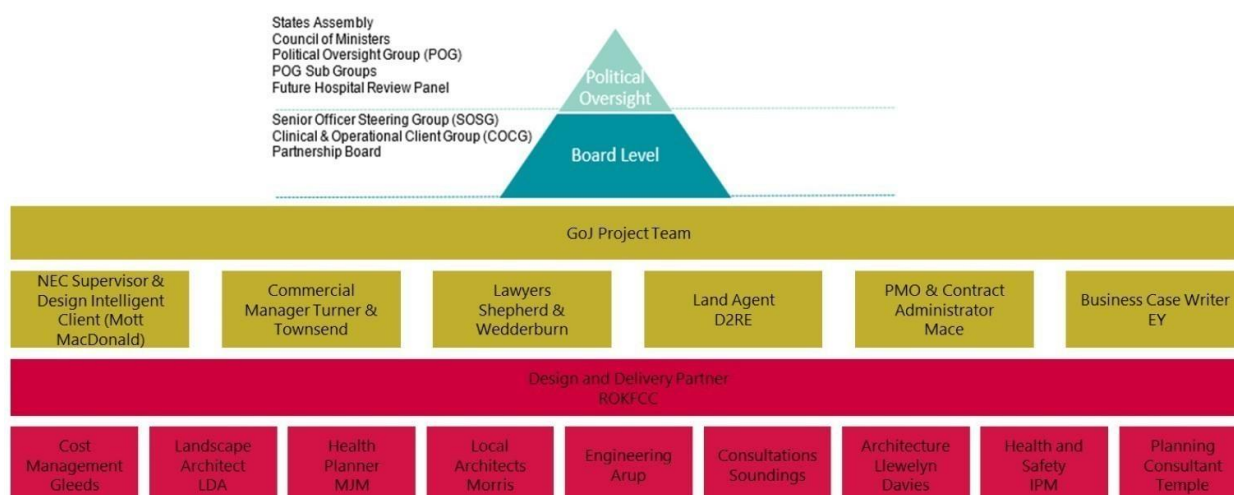 States Assembly
Council of Ministers
Political Oversight Group (POG)
POG Sub Groups
Future Hospital Review Panel
Political
Oversight
Senior Officer Steering Group (SOSG)
Clinical & Operational Client Group (COCG)
Partnership Board
Board Level
GoJ Project Team
NEC Supervisor &
Design Intelligent
Client (Mott
MacDonald)
Commercial
Manager Turner &
Townsend
Lawyers
Shepherd &
Wedderburn
Land Agent
D2RE
PMO & Contract
Administrator
Mace
Business Case Writer
EY
Design and Delivery Partner
ROKFCC
Cost
Management
Gleeds
Landscape
Architect
LDA
Health
Planner
MJM
Local
Architects
Morris
Engineering
Arup
Consultations
Soundings
Architecture
Llewelyn
Davies
Health and
Safety
IPM
Planning
Consultant
Temple